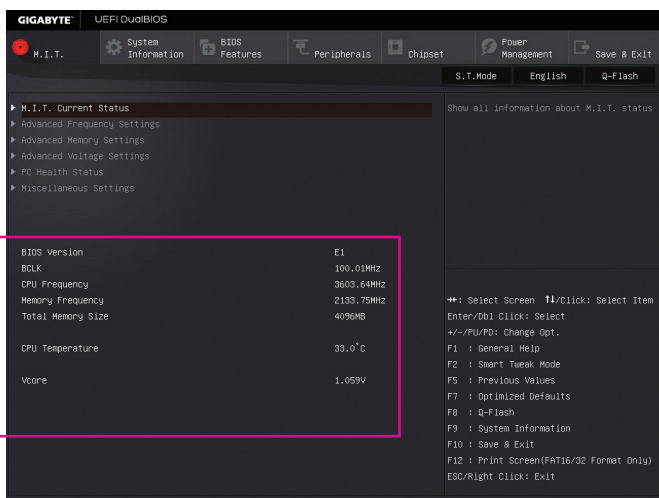 GIGABYTE™ UEFI DualBIOS
M.I.T.
System Information
BIOS Features
Peripherals
Chipset
Power Management
Save & Exit
S.T.Mode English Q-Flash
M.I.T. Current Status
Advanced Frequency Settings
Advanced Memory Settings
Advanced Voltage Settings
PC Health Status
Miscellaneous Settings
Show all information about M.I.T. status
BIOS Version E1
BCLK 100.01MHz
CPU Frequency 3603.64MHz
Memory Frequency 2133.75MHz
Total Memory Size 4096MB
CPU Temperature 33.0°C
Vcore 1.059V
→←: Select Screen ↑↓/Click: Select Item
Enter/Dbl Click: Select
+/-/PU/PD: Change Opt.
F1 : General Help
F2 : Smart Tweak Mode
F5 : Previous Values
F7 : Optimized Defaults
F8 : Q-Flash
F9 : System Information
F10 : Save & Exit
F12 : Print Screen(FAT16/32 Format Only)
ESC/Right Click: Exit